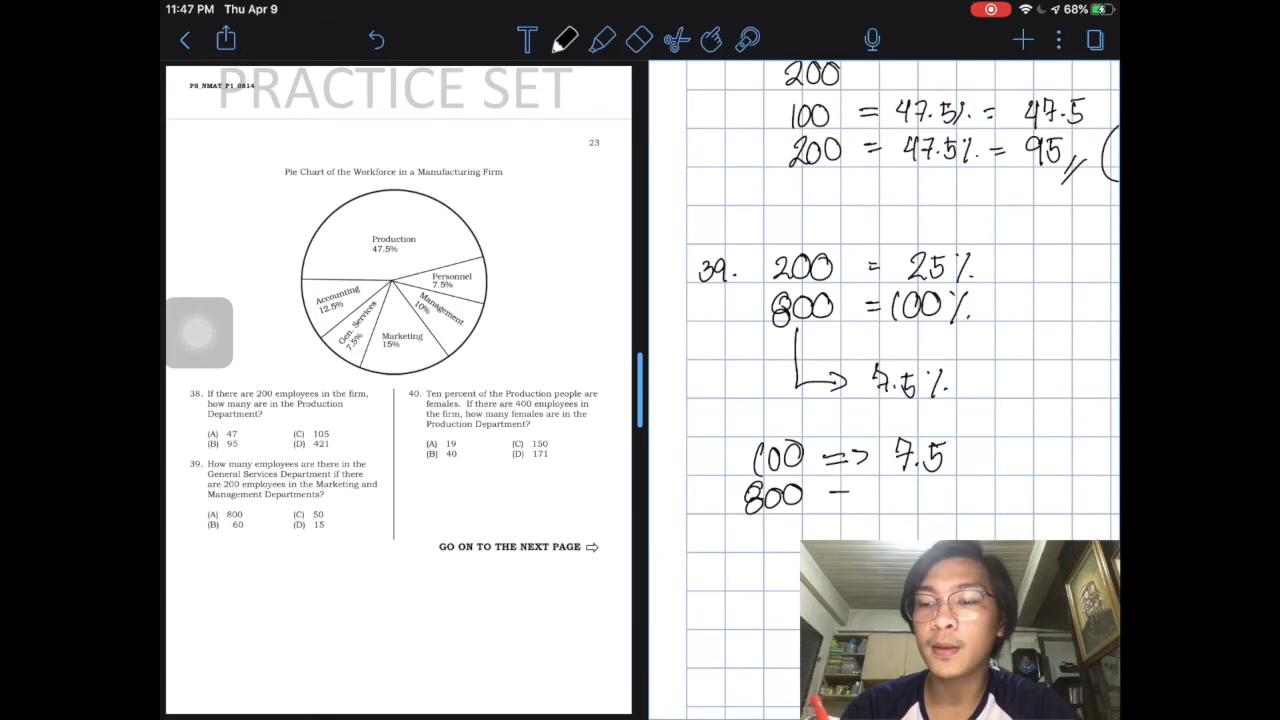 11:47 PM Thu Apr 9
68%
T
PS_NMAT P1_0814
PRACTICE SET
23
Pie Chart of the Workforce in a Manufacturing Firm
Production
47.5%
Personnel
7.5%
Management
10%
Marketing
15%
Gen. Services
7.5%
Accounting
12.5%
38. If there are 200 employees in the firm,
how many are in the Production
Department?
(A) 47 (C) 105
(B) 95 (D) 421
39. How many employees are there in the
General Services Department if there
are 200 employees in the Marketing and
Management Departments?
(A) 800 (C) 50
(B) 60 (D) 15
40. Ten percent of the Production people are
females. If there are 400 employees in
the firm, how many females are in the
Production Department?
(A) 19 (C) 150
(B) 40 (D) 171
GO ON TO THE NEXT PAGE
200
100 = 47.5% = 47.5
200 = 47.5% = 95 (
39. 200 = 25%
800 = 100%
7.5%
100 => 7.5
800 =